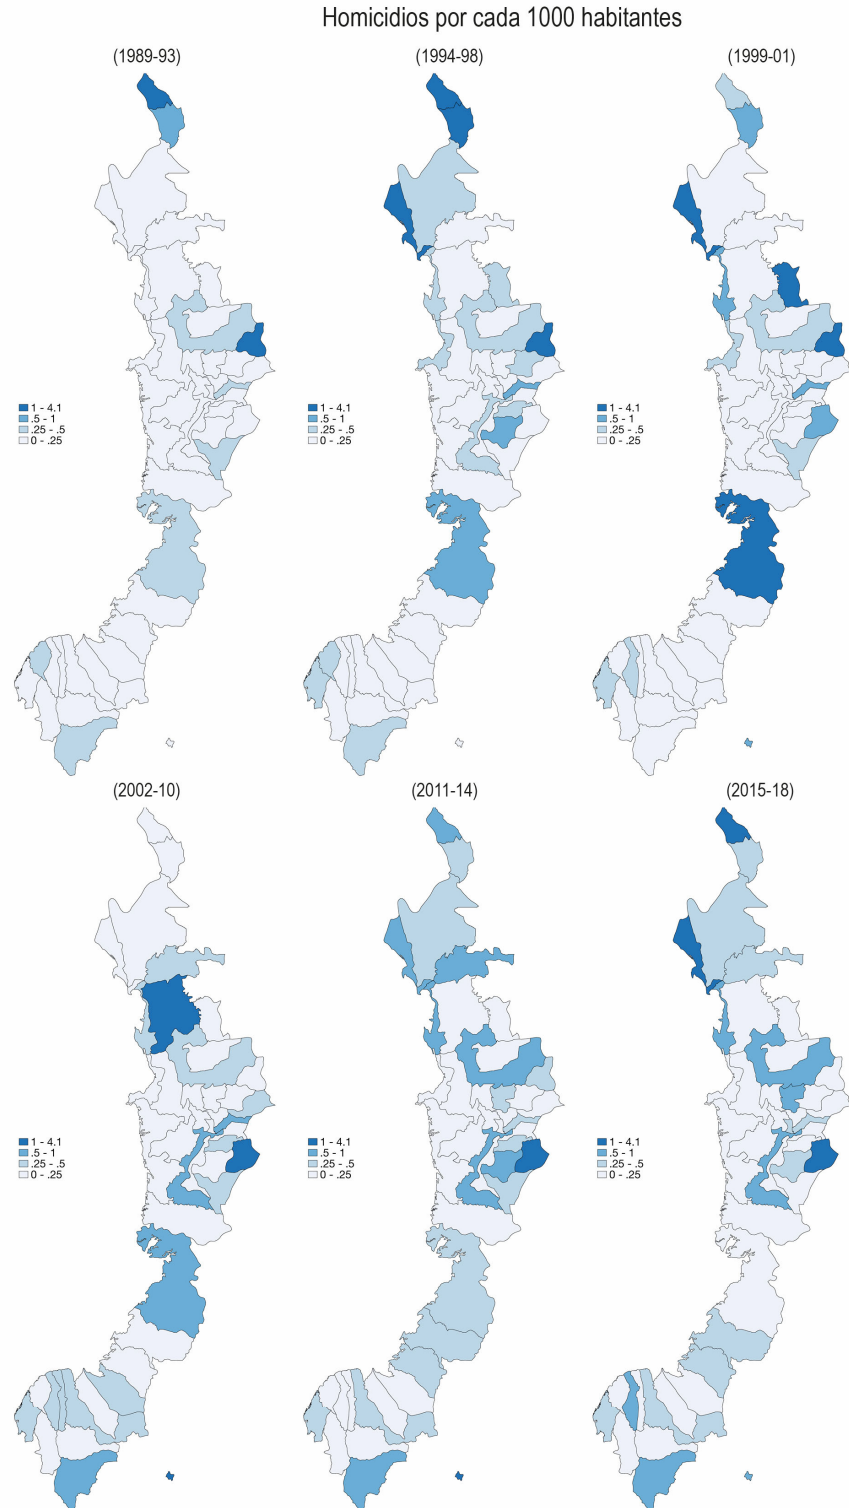 Homicidios por cada 1000 habitantes
(1989-93)
(1994-98)
(1999-01)
1 - 4.1
.5 - 1
.25 - .5
0 - .25
1 - 4.1
.5 - 1
.25 - .5
0 - .25
1 - 4.1
.5 - 1
.25 - .5
0 - .25
(2002-10)
(2011-14)
(2015-18)
1 - 4.1
.5 - 1
.25 - .5
0 - .25
1 - 4.1
.5 - 1
.25 - .5
0 - .25
1 - 4.1
.5 - 1
.25 - .5
0 - .25